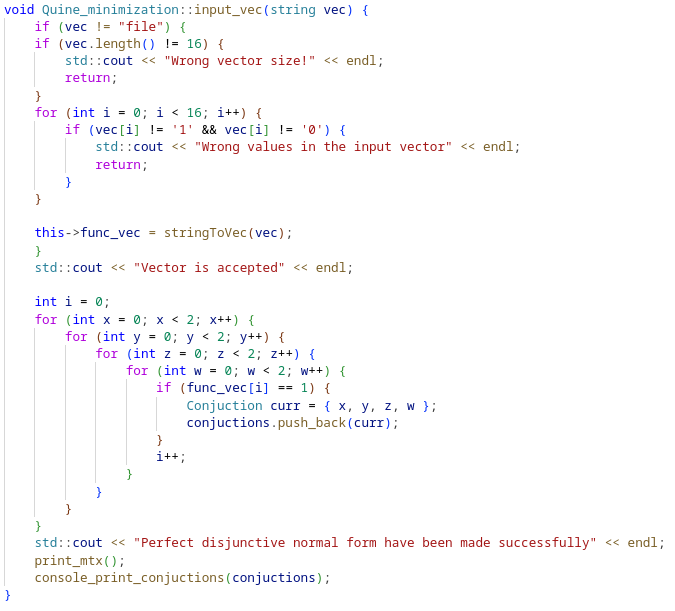 void Quine_minimization::input_vec(string vec) {
    if (vec != "file") {
    if (vec.length() != 16) {
        std::cout << "Wrong vector size!" << endl;
        return;
    }
    for (int i = 0; i < 16; i++) {
        if (vec[i] != '1' && vec[i] != '0') {
            std::cout << "Wrong values in the input vector" << endl;
            return;
        }
    }

    this->func_vec = stringToVec(vec);
    }
    std::cout << "Vector is accepted" << endl;

    int i = 0;
    for (int x = 0; x < 2; x++) {
        for (int y = 0; y < 2; y++) {
            for (int z = 0; z < 2; z++) {
                for (int w = 0; w < 2; w++) {
                    if (func_vec[i] == 1) {
                        Conjuction curr = { x, y, z, w };
                        conjuctions.push_back(curr);
                    }
                    i++;
                }
            }
        }
    }
    std::cout << "Perfect disjunctive normal form have been made successfully" << endl;
    print_mtx();
    console_print_conjuctions(conjuctions);
}